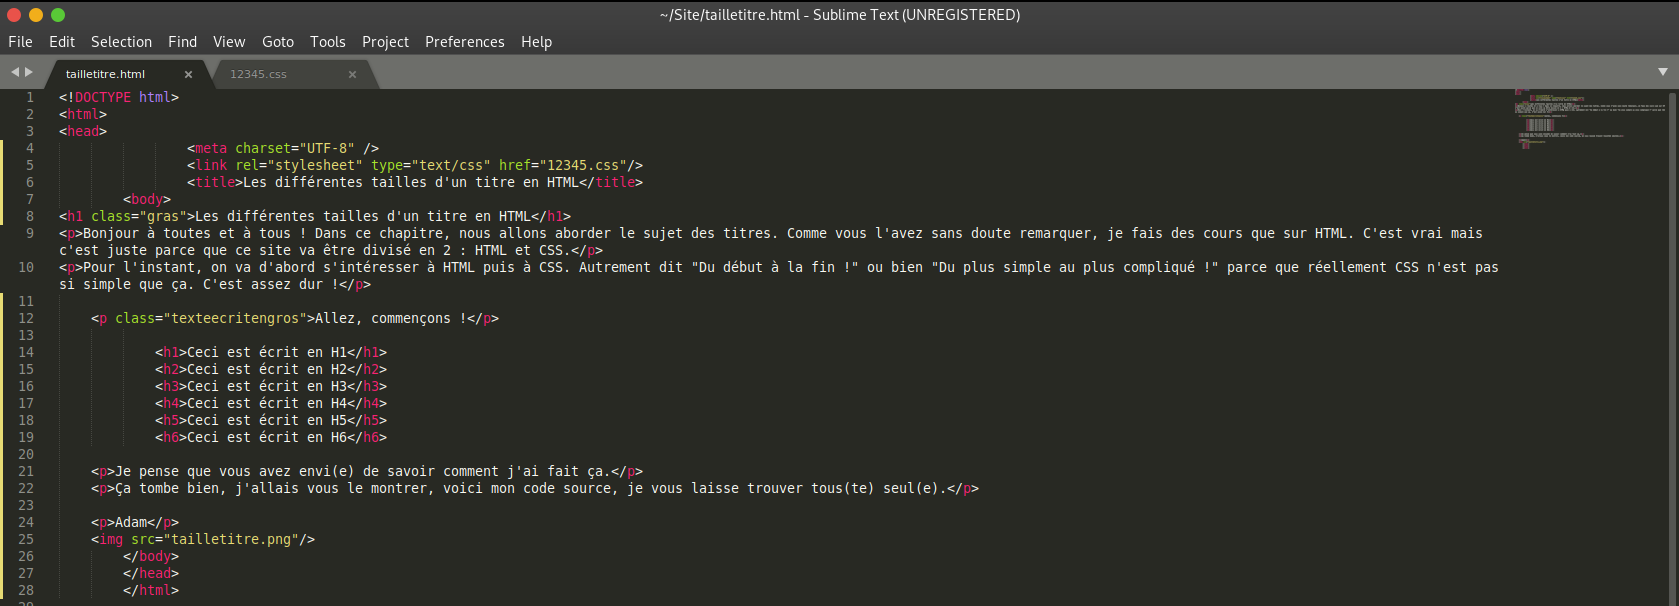 ~/Site/tailletitre.html - Sublime Text (UNREGISTERED)
File Edit Selection Find View Goto Tools Project Preferences Help
tailletitre.html × 12345.css ×
1 <!DOCTYPE html>
2 <html>
3 <head>
4 <meta charset="UTF-8" />
5 <link rel="stylesheet" type="text/css" href="12345.css"/>
6 <title>Les différentes tailles d'un titre en HTML</title>
7 <body>
8 <h1 class="gras">Les différentes tailles d'un titre en HTML</h1>
9 <p>Bonjour à toutes et à tous ! Dans ce chapitre, nous allons aborder le sujet des titres. Comme vous l'avez sans doute remarquer, je fais des cours que sur HTML. C'est vrai mais
c'est juste parce que ce site va être divisé en 2 : HTML et CSS.</p>
10 <p>Pour l'instant, on va d'abord s'intéresser à HTML puis à CSS. Autrement dit "Du début à la fin !" ou bien "Du plus simple au plus compliqué !" parce que réellement CSS n'est pas
si simple que ça. C'est assez dur !</p>
11
12 <p class="texteecritengros">Allez, commençons !</p>
13
14 <h1>Ceci est écrit en H1</h1>
15 <h2>Ceci est écrit en H2</h2>
16 <h3>Ceci est écrit en H3</h3>
17 <h4>Ceci est écrit en H4</h4>
18 <h5>Ceci est écrit en H5</h5>
19 <h6>Ceci est écrit en H6</h6>
20
21 <p>Je pense que vous avez envi(e) de savoir comment j'ai fait ça.</p>
22 <p>Ça tombe bien, j'allais vous le montrer, voici mon code source, je vous laisse trouver tous(te) seul(e).</p>
23
24 <p>Adam</p>
25 <img src="tailletitre.png"/>
26 </body>
27 </head>
28 </html>